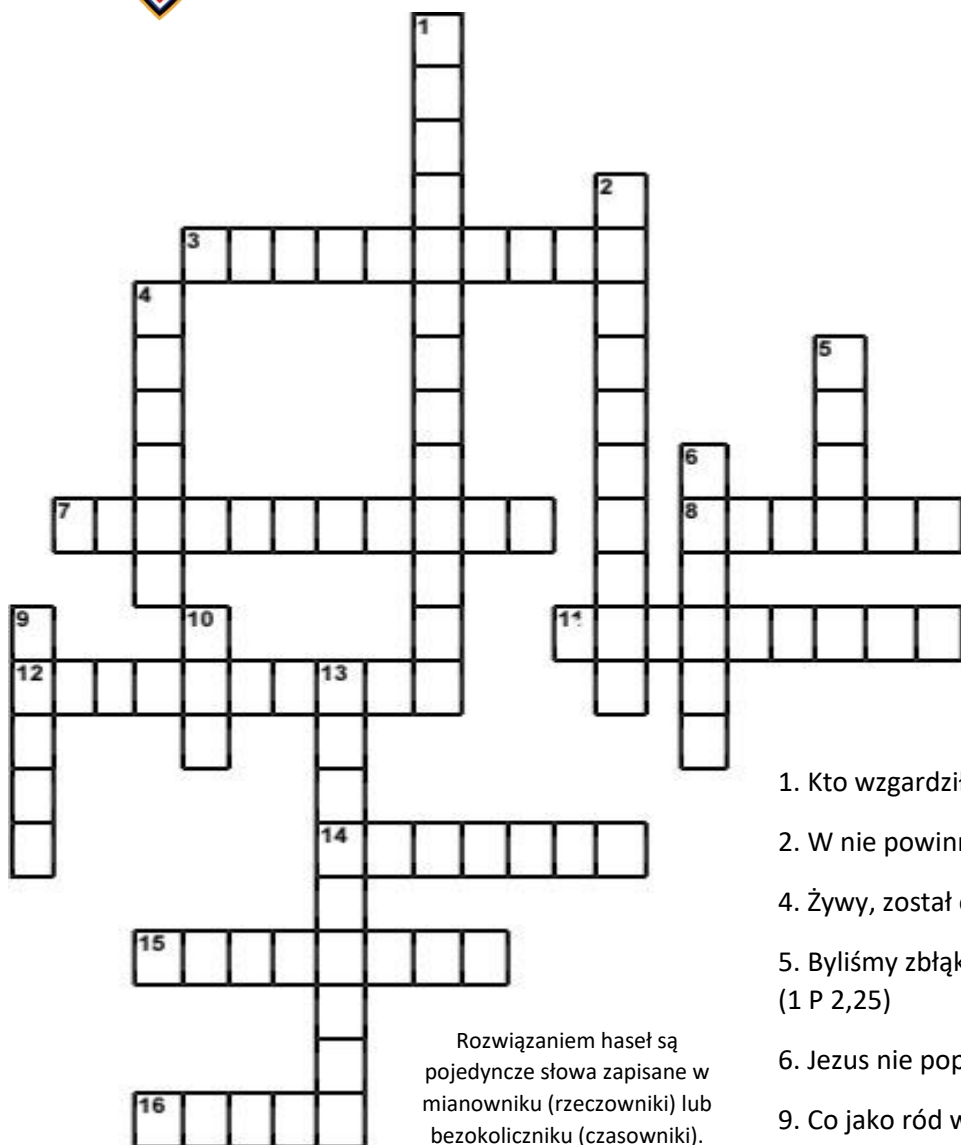 1
2
3
4
5
6
7
8
9
10
11
12
13
14
15
16
1. Kto wzgardził
2. W nie powinn
4. Żywy, został
5. Byliśmy zbłąk
(1 P 2,25)
6. Jezus nie pop
9. Co jako ród w
Rozwiązaniem haseł są
pojedyncze słowa zapisane w
mianowniku (rzeczowniki) lub
bezokoliczniku (czasowniki).